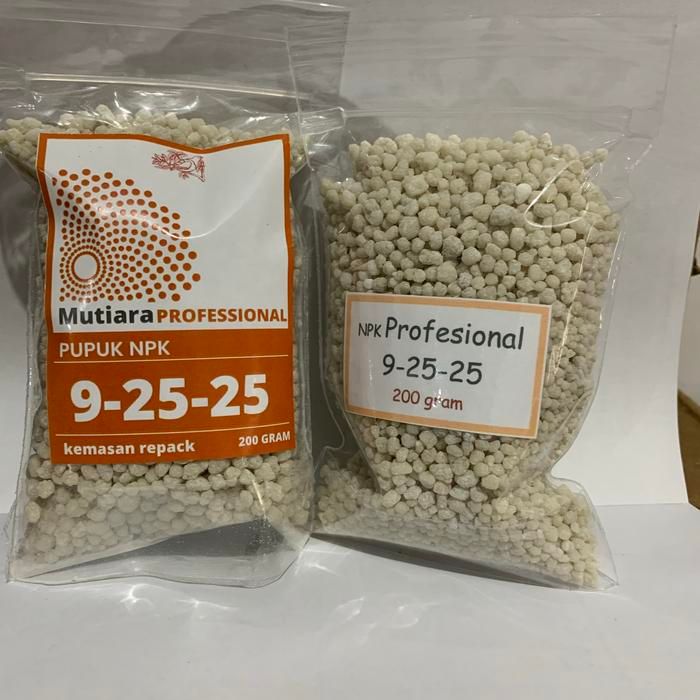 Mutiara PROFESSIONAL
PUPUK NPK
9-25-25
kemasan repack
200 GRAM
NPK Profesional
9-25-25
200 gram